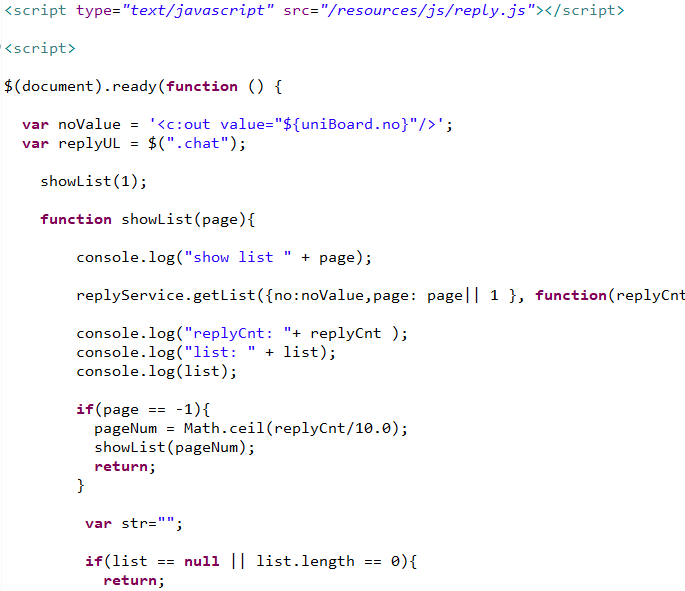 <script type="text/javascript" src="/resources/js/reply.js"></script>
<script>
$(document).ready(function () {
var noValue = '<c:out value="${uniBoard.no}"/>';
var replyUL = $(".chat");
showList(1);
function showList(page){
console.log("show list " + page);
replyService.getList({no:noValue,page: page|| 1 }, function(replyCnt
console.log("replyCnt: "+ replyCnt );
console.log("list: " + list);
console.log(list);
if(page == -1){
pageNum = Math.ceil(replyCnt/10.0);
showList(pageNum);
return;
}
var str="";
if(list == null || list.length == 0){
return;